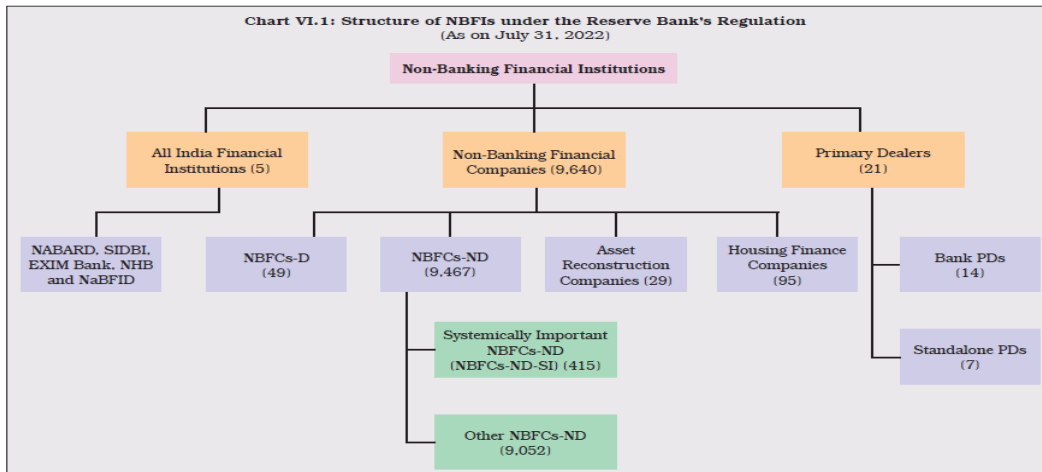 Chart VI.1: Structure of NBFIs under the Reserve Bank's Regulation
(As on July 31, 2022)
Non-Banking Financial Institutions
All India Financial
Institutions (5)
Non-Banking Financial
Companies (9,640)
Primary Dealers
(21)
NABARD, SIDBI,
EXIM Bank, NHB
and NaBFID
NBFCs-D
(49)
NBFCs-ND
(9,467)
Asset
Reconstruction
Companies (29)
Housing Finance
Companies
(95)
Bank PDs
(14)
Systemically Important
NBFCs-ND
(NBFCs-ND-SI) (415)
Standalone PDs
(7)
Other NBFCs-ND
(9,052)